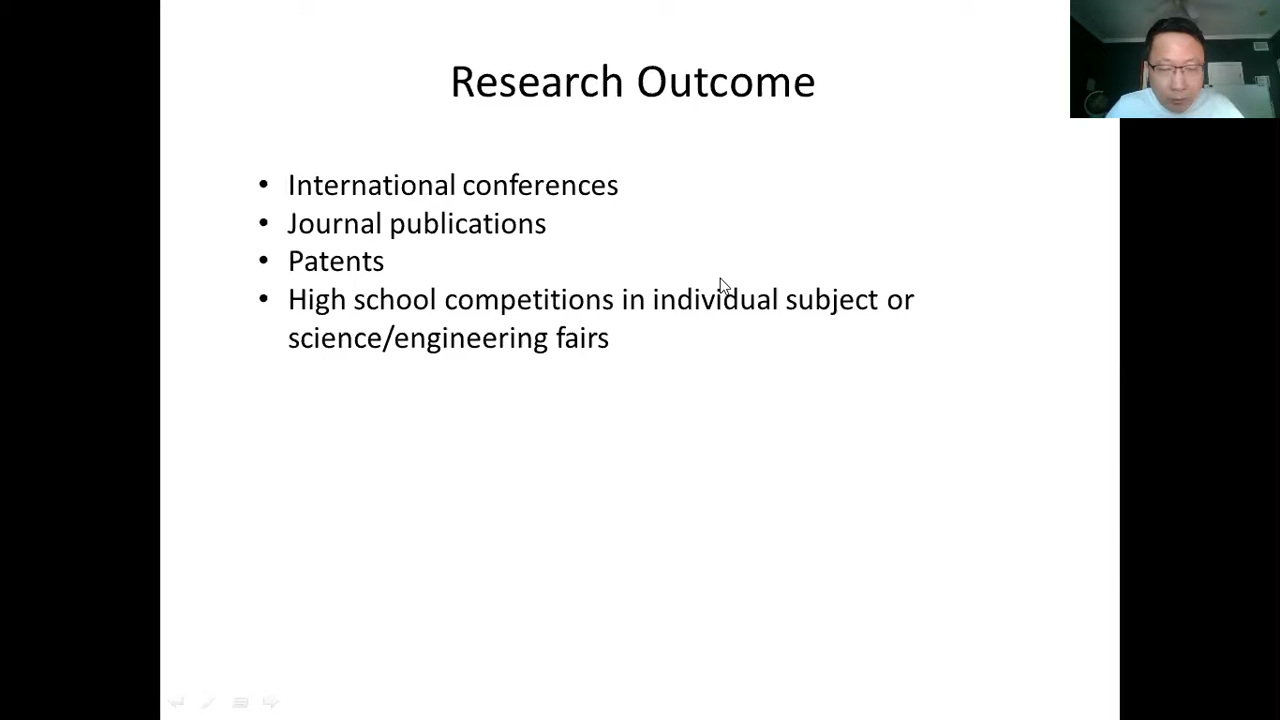 Research Outcome
• International conferences
• Journal publications
• Patents
• High school competitions in individual subject or
science/engineering fairs